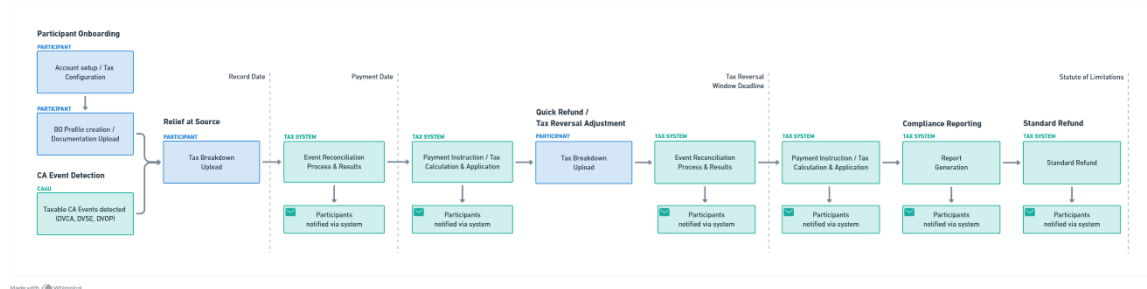 Participant Onboarding
PARTICIPANT
Account setup / Tax
Configuration
PARTICIPANT
BO Profile creation /
Documentation Upload
CA Event Detection
CA&U
Taxable CA Events detected
(DVCA, DVSE, DVOP)
Relief at Source
PARTICIPANT
Tax Breakdown
Upload
Record Date
TAX SYSTEM
Event Reconciliation
Process & Results
Participants
notified via system
Payment Date
TAX SYSTEM
Payment Instruction / Tax
Calculation & Application
Participants
notified via system
Quick Refund /
Tax Reversal Adjustment
PARTICIPANT
Tax Breakdown
Upload
TAX SYSTEM
Event Reconciliation
Process & Results
Participants
notified via system
Tax Reversal
Window Deadline
TAX SYSTEM
Payment Instruction / Tax
Calculation & Application
Participants
notified via system
Compliance Reporting
TAX SYSTEM
Report
Generation
Participants
notified via system
Standard Refund
TAX SYSTEM
Standard Refund
Participants
notified via system
Statute of Limitations
Made with Whimsical